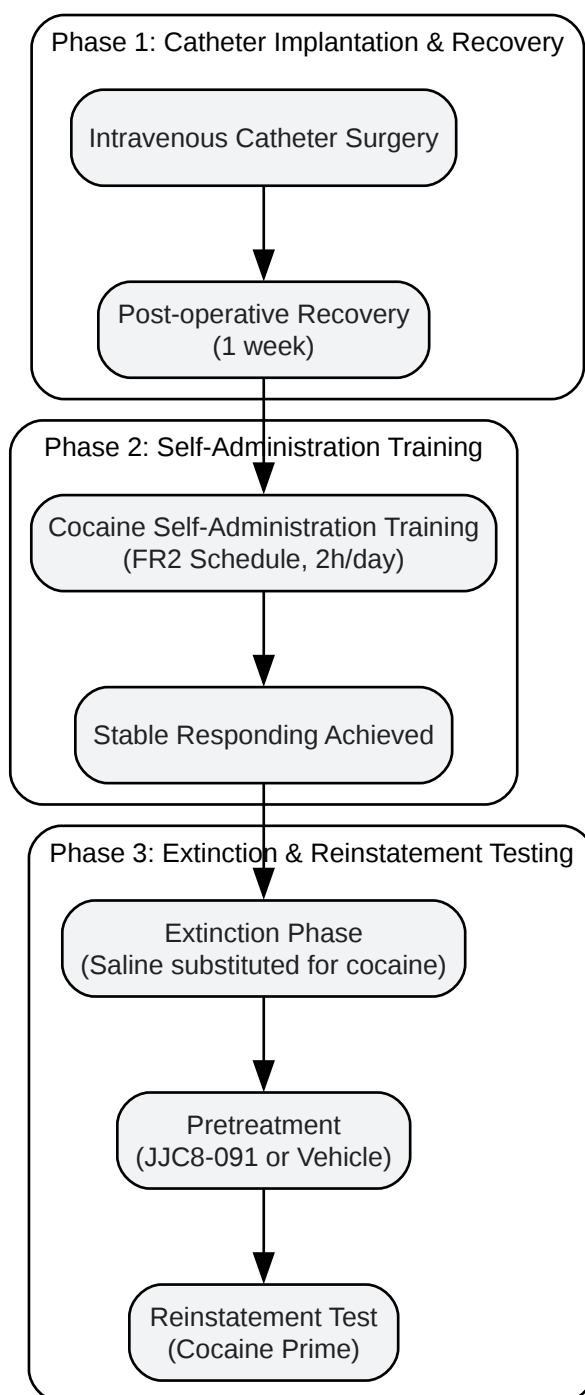 Phase 1: Catheter Implantation & Recovery
Intravenous Catheter Surgery
Post-operative Recovery
(1 week)
Phase 2: Self-Administration Training
Cocaine Self-Administration Training
(FR2 Schedule, 2h/day)
Stable Responding Achieved
Phase 3: Extinction & Reinstatement Testing
Extinction Phase
(Saline substituted for cocaine)
Pretreatment
(JJC8-091 or Vehicle)
Reinstatement Test
(Cocaine Prime)